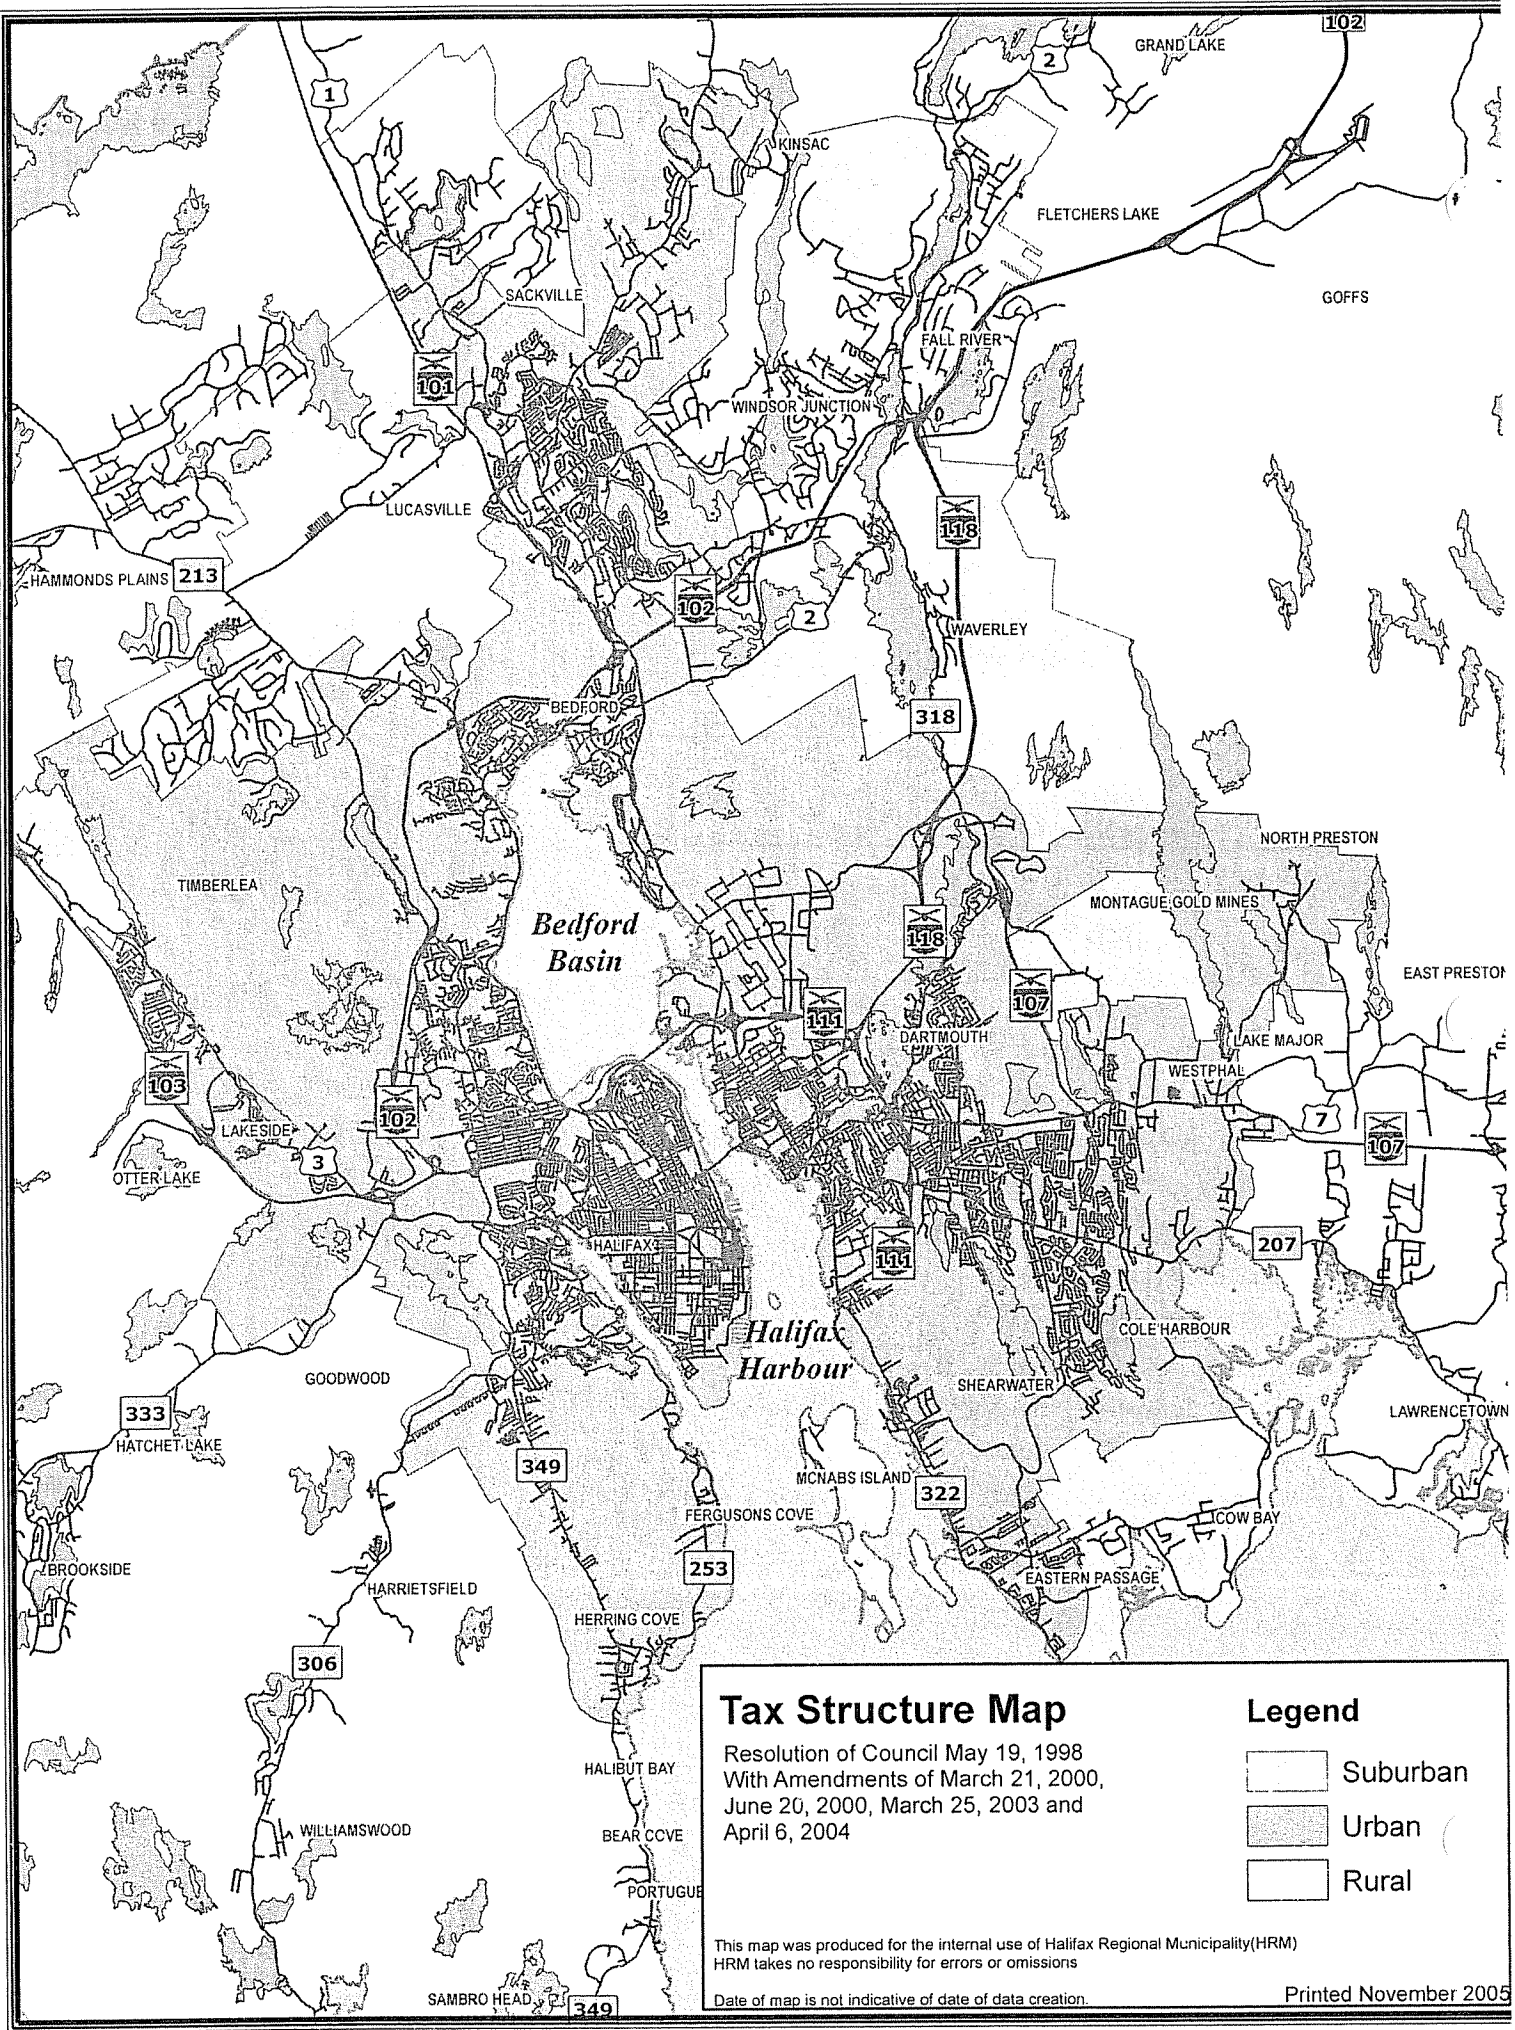 102
GRAND LAKE
2
1
KINSAC
FLETCHERS LAKE
GOFFS
SACKVILLE
FALL RIVER
101
WINDSOR JUNCTION
LUCASVILLE
118
HAMMONDS PLAINS
213
102
2
WAVERLEY
BEDFORD
318
NORTH PRESTON
TIMBERLEA
MONTAGUE GOLD MINES
Bedford
Basin
118
EAST PRESTON
107
111
DARTMOUTH
LAKE MAJOR
WESTPHAL
103
102
7
LAKESIDE
107
3
OTTER LAKE
HALIFAX
207
111
Halifax
Harbour
COLE HARBOUR
GOODWOOD
SHEARWATER
333
LAWRENCETOWN
HATCHET LAKE
349
MCNABS ISLAND
322
FERGUSONS COVE
COW BAY
BROOKSIDE
253
EASTERN PASSAGE
HARRIETSFIELD
HERRING COVE
306
HALIBUT BAY
WILLIAMSWOOD
BEAR COVE
PORTUGUE
SAMBRO HEAD
349
Tax Structure Map
Resolution of Council May 19, 1998
With Amendments of March 21, 2000,
June 20, 2000, March 25, 2003 and
April 6, 2004
Legend
Suburban
Urban
Rural
This map was produced for the internal use of Halifax Regional Municipality(HRM)
HRM takes no responsibility for errors or omissions
Date of map is not indicative of date of data creation.
Printed November 2005